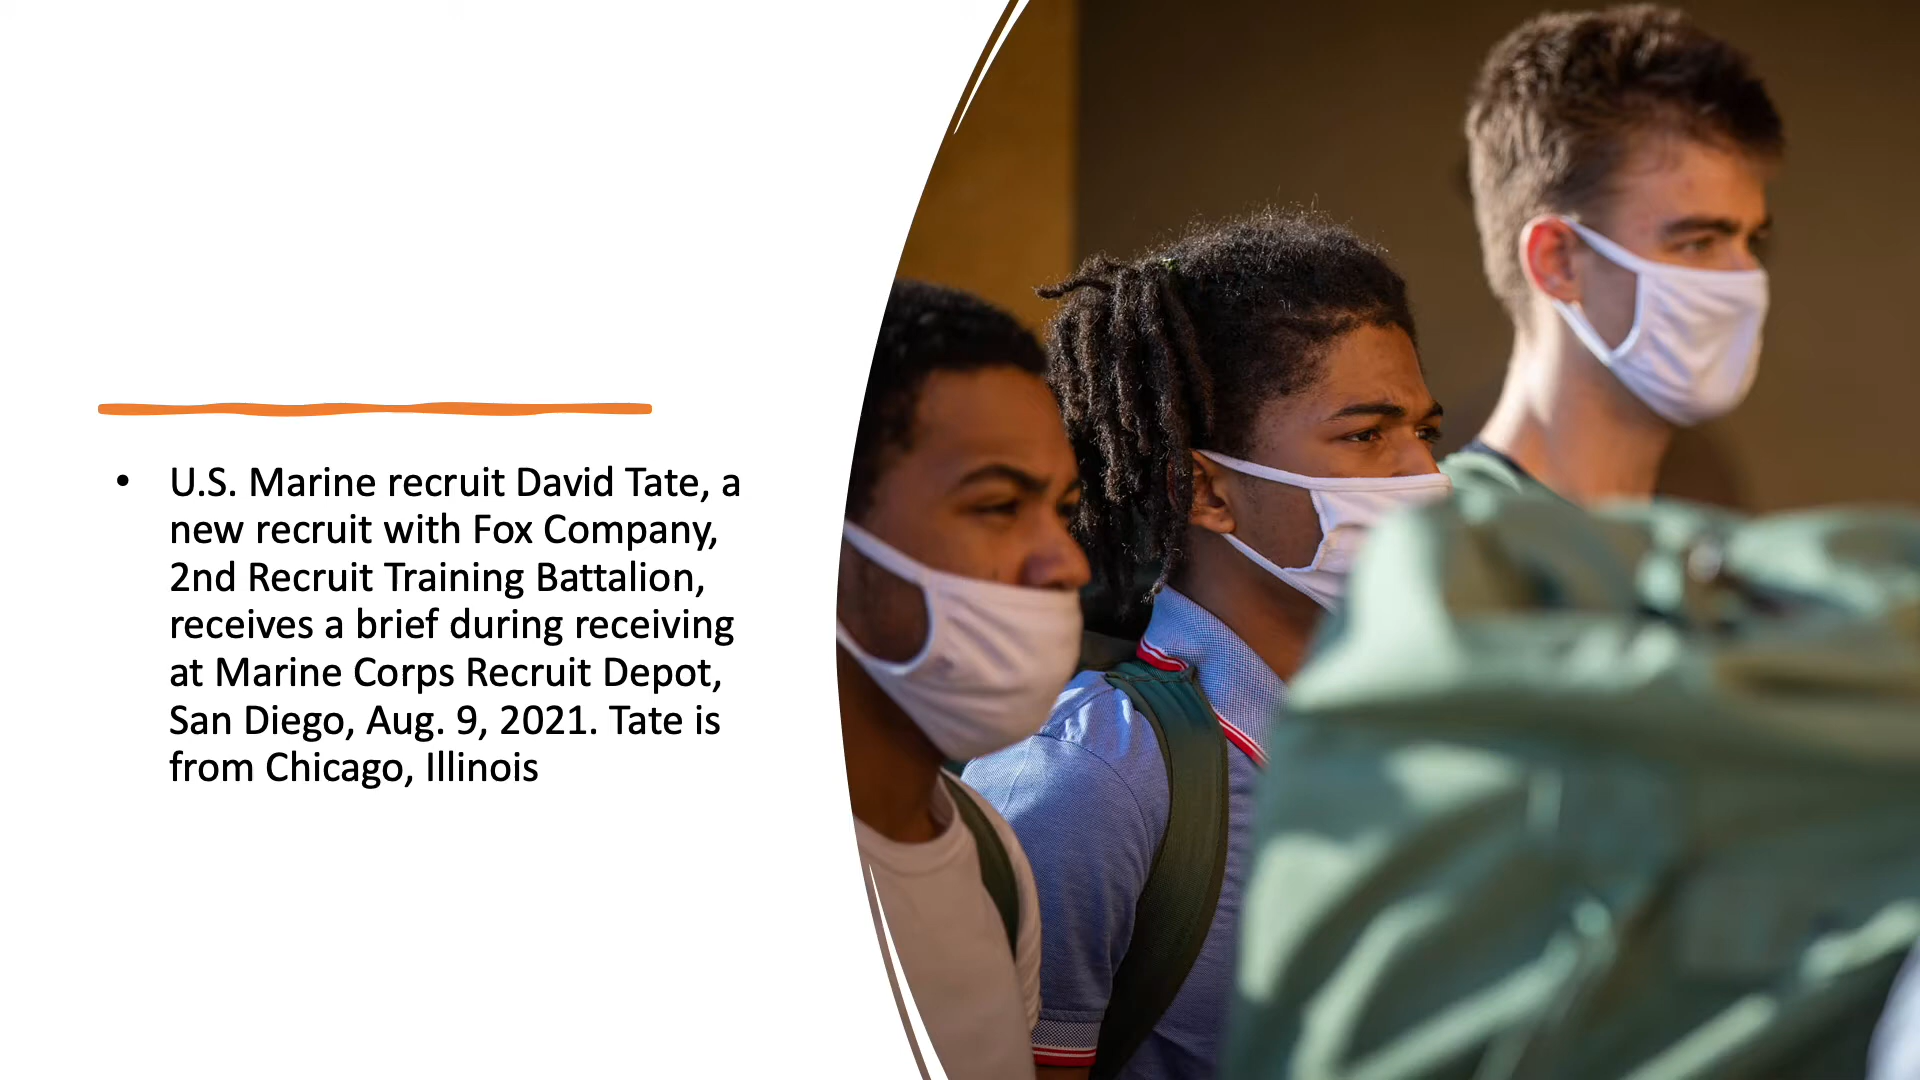 • U.S. Marine recruit David Tate, a
new recruit with Fox Company,
2nd Recruit Training Battalion,
receives a brief during receiving
at Marine Corps Recruit Depot,
San Diego, Aug. 9, 2021. Tate is
from Chicago, Illinois